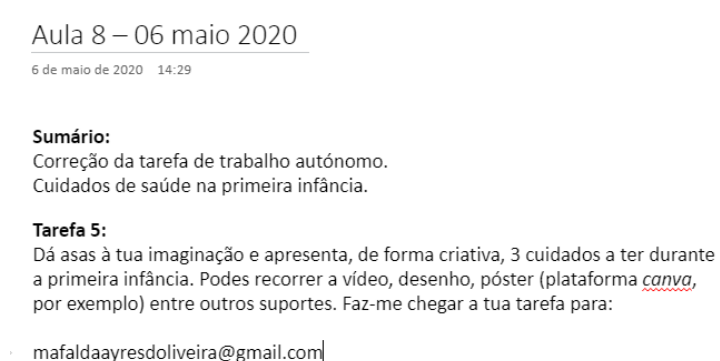 Aula 8 – 06 maio 2020
6 de maio de 2020 14:29
Sumário:
Correção da tarefa de trabalho autónomo.
Cuidados de saúde na primeira infância.
Tarefa 5:
Dá asas à tua imaginação e apresenta, de forma criativa, 3 cuidados a ter durante
a primeira infância. Podes recorrer a vídeo, desenho, póster (plataforma canva,
por exemplo) entre outros suportes. Faz-me chegar a tua tarefa para:
mafaldaayresdoliveira@gmail.com